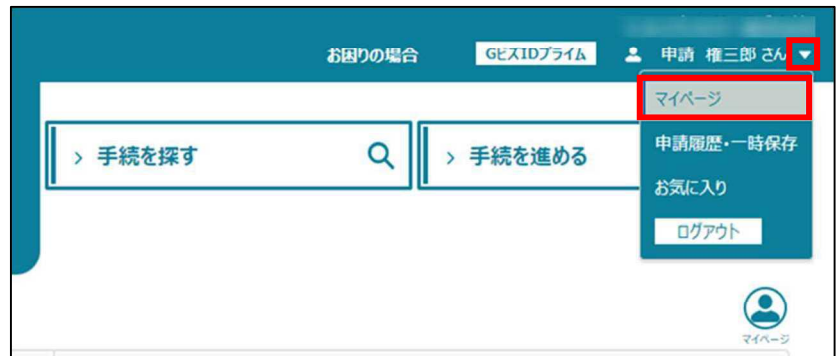 お困りの場合 GビズIDプライム 申請 権三郎 さん
マイページ
申請履歴・一時保存
お気に入り
ログアウト
手続を探す
手続を進める
マイページ